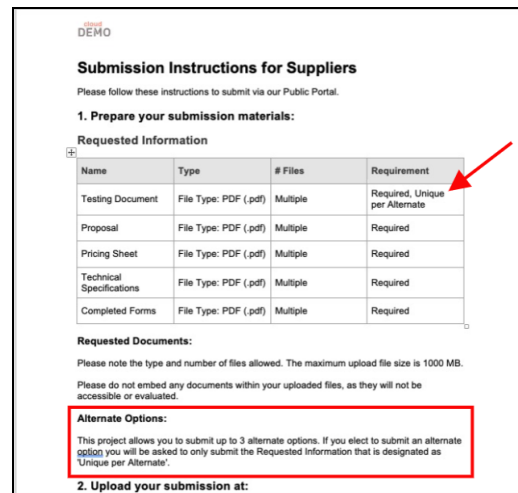 cloud
DEMO
Submission Instructions for Suppliers
Please follow these instructions to submit via our Public Portal.
1. Prepare your submission materials:
Requested Information
Name Type # Files Requirement
Testing Document File Type: PDF (.pdf) Multiple Required, Unique
per Alternate
Proposal File Type: PDF (.pdf) Multiple Required
Pricing Sheet File Type: PDF (.pdf) Multiple Required
Technical
Specifications File Type: PDF (.pdf) Multiple Required
Completed Forms File Type: PDF (.pdf) Multiple Required
Requested Documents:
Please note the type and number of files allowed. The maximum upload file size is 1000 MB.
Please do not embed any documents within your uploaded files, as they will not be
accessible or evaluated.
Alternate Options:
This project allows you to submit up to 3 alternate options. If you elect to submit an alternate
option you will be asked to only submit the Requested Information that is designated as
'Unique per Alternate'.
2. Upload your submission at: